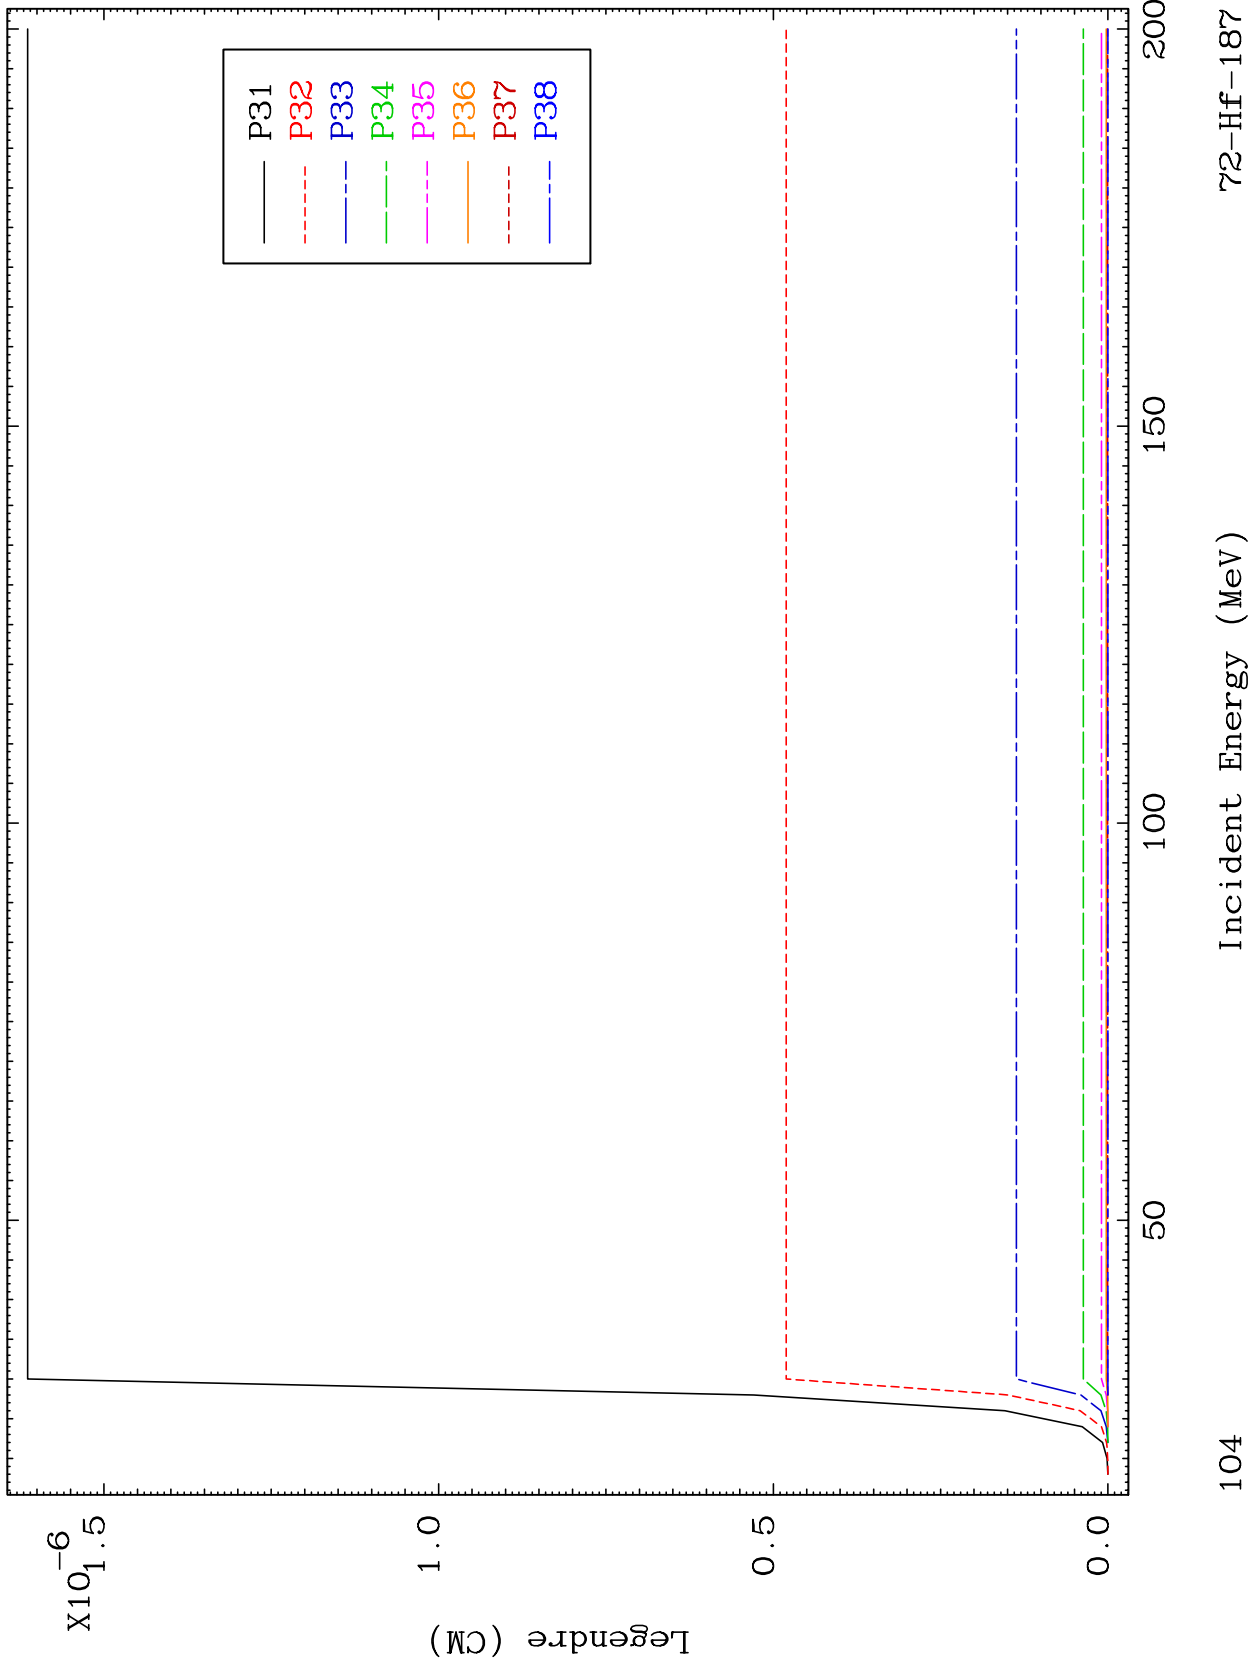 X10-6
1.5
1.0
0.5
0.0
Legendre (CM)
P31
P32
P33
P34
P35
P36
P37
P38
50
100
150
200
Incident Energy (MeV)
104
72-Hf-187